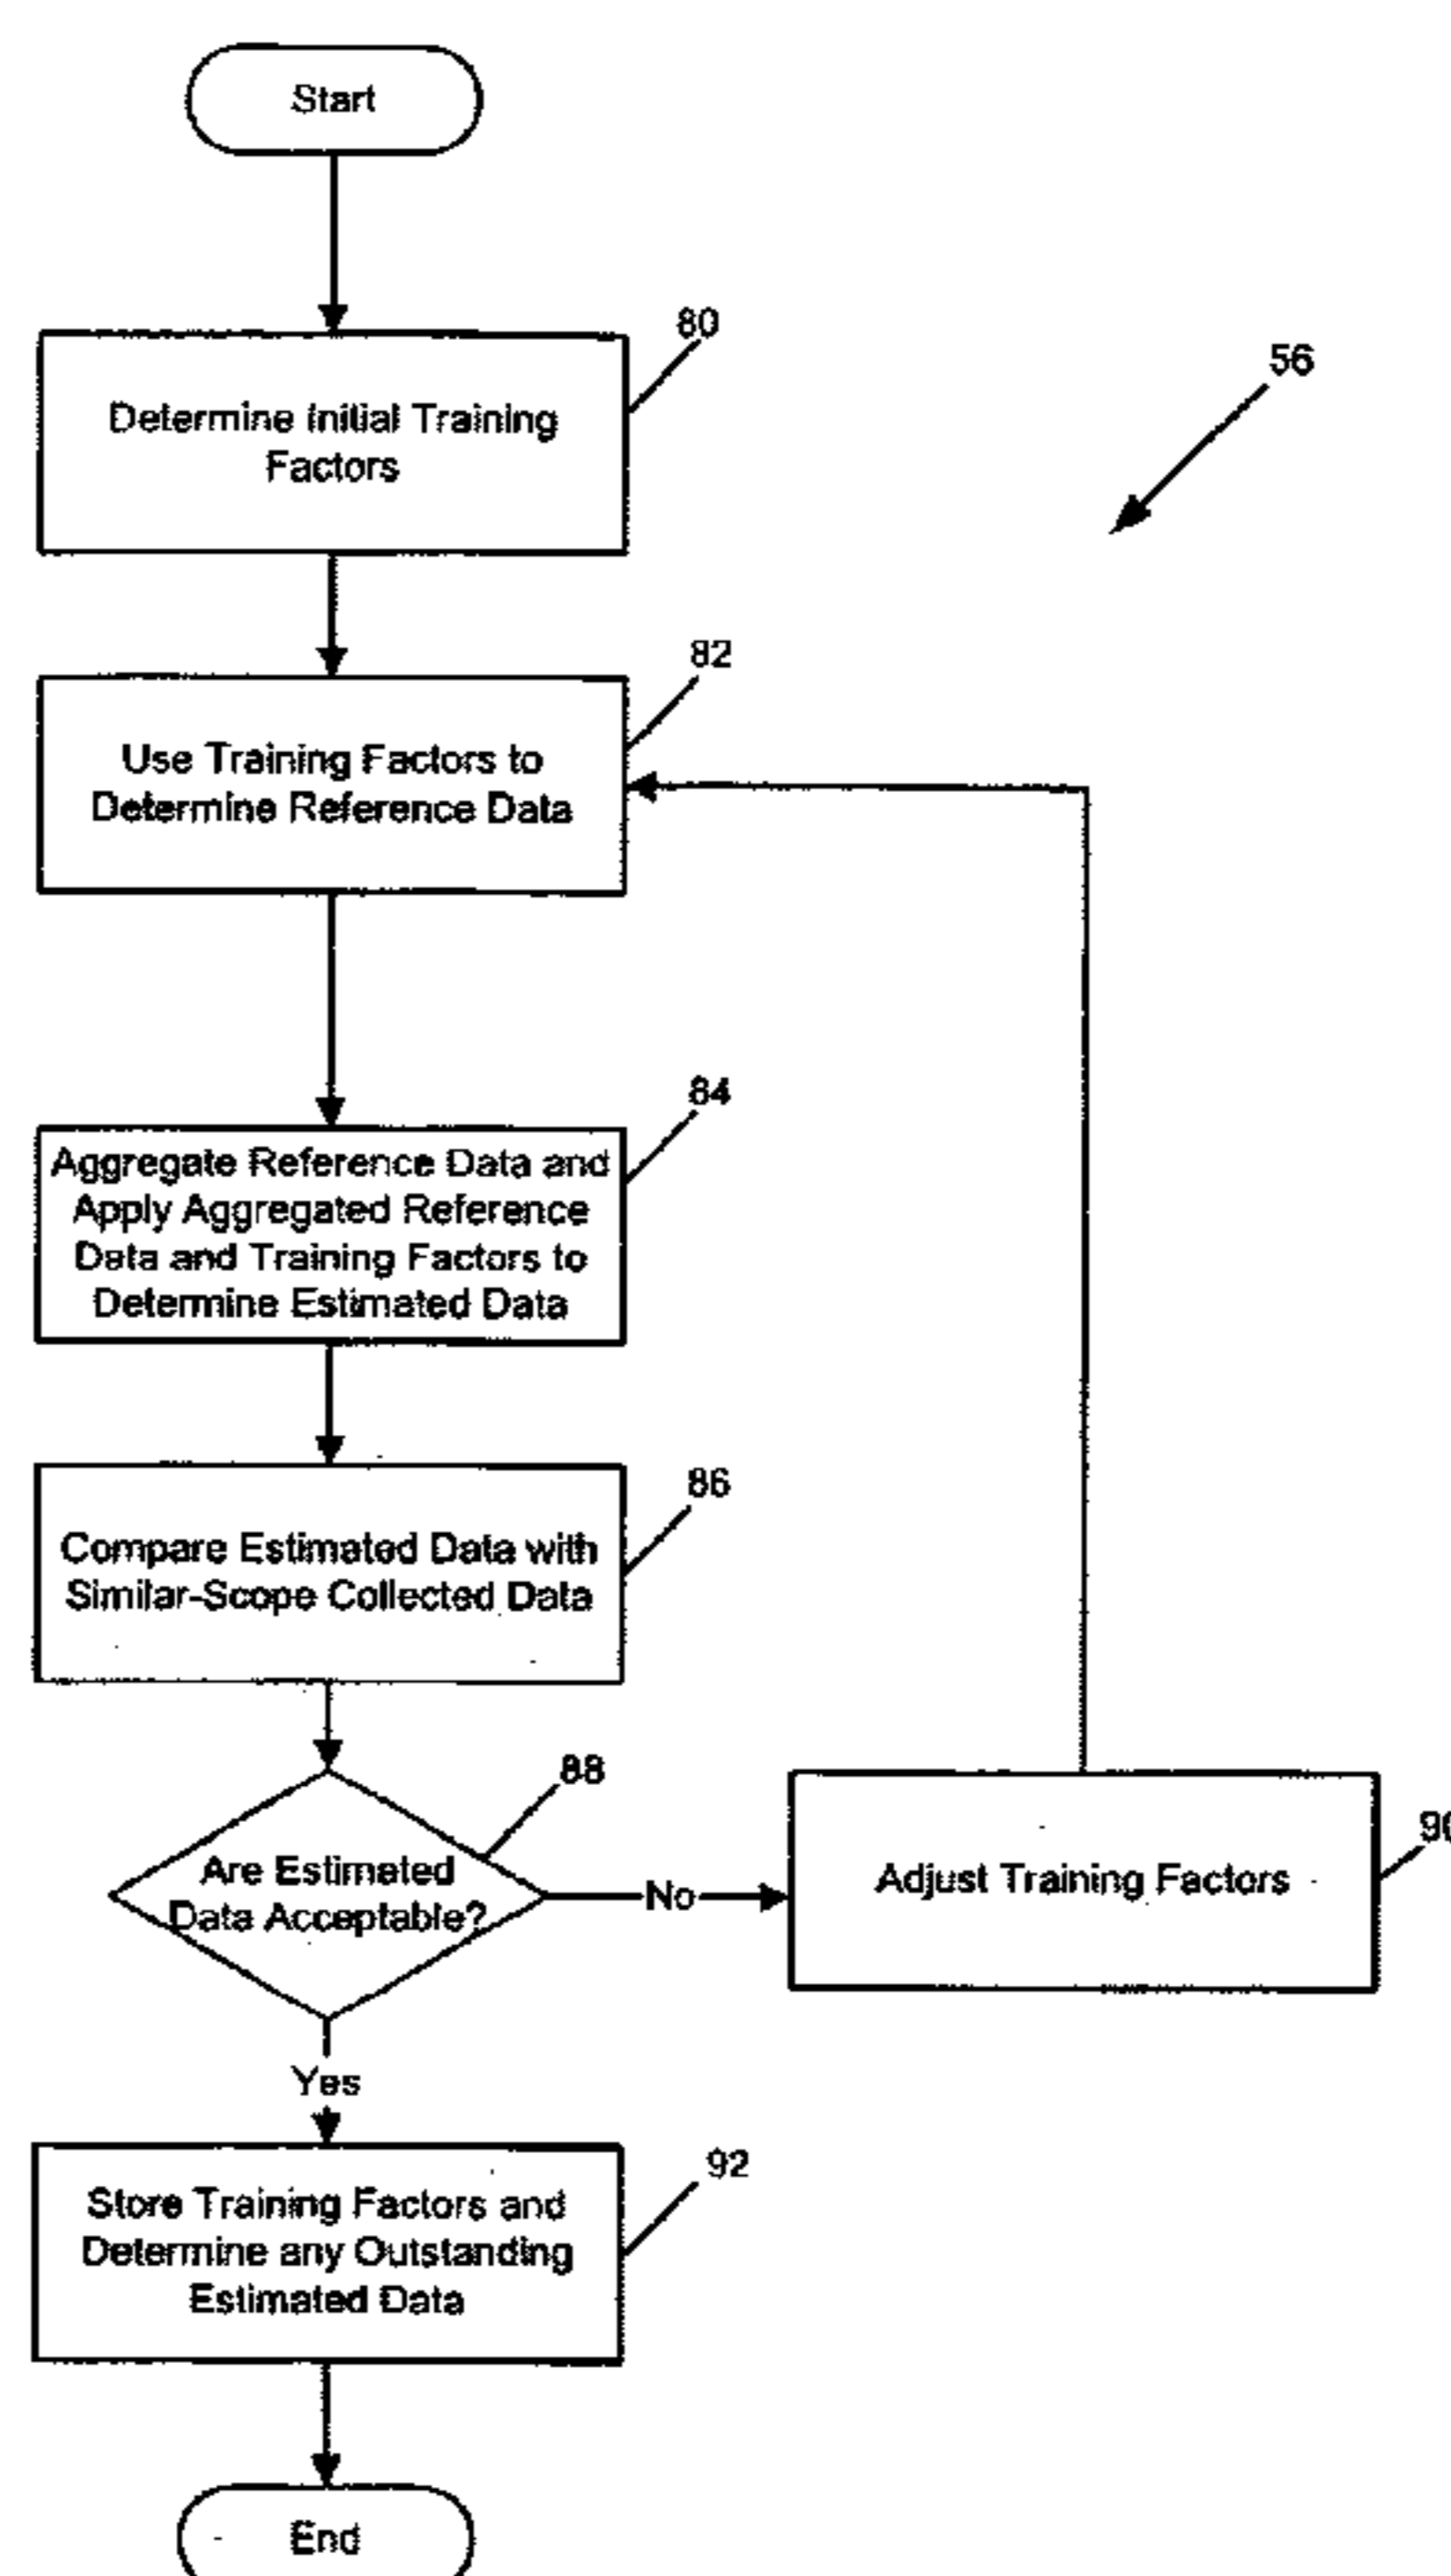 Start
80
Determine Initial Training
Factors
56
82
Use Training Factors to
Determine Reference Data
84
Aggregate Reference Data and
Apply Aggregated Reference
Data and Training Factors to
Determine Estimated Data
86
Compare Estimated Data with
Similar-Scope Collected Data
88
Are Estimated
Data Acceptable?
No
90
Adjust Training Factors
Yes
92
Store Training Factors and
Determine any Outstanding
Estimated Data
End